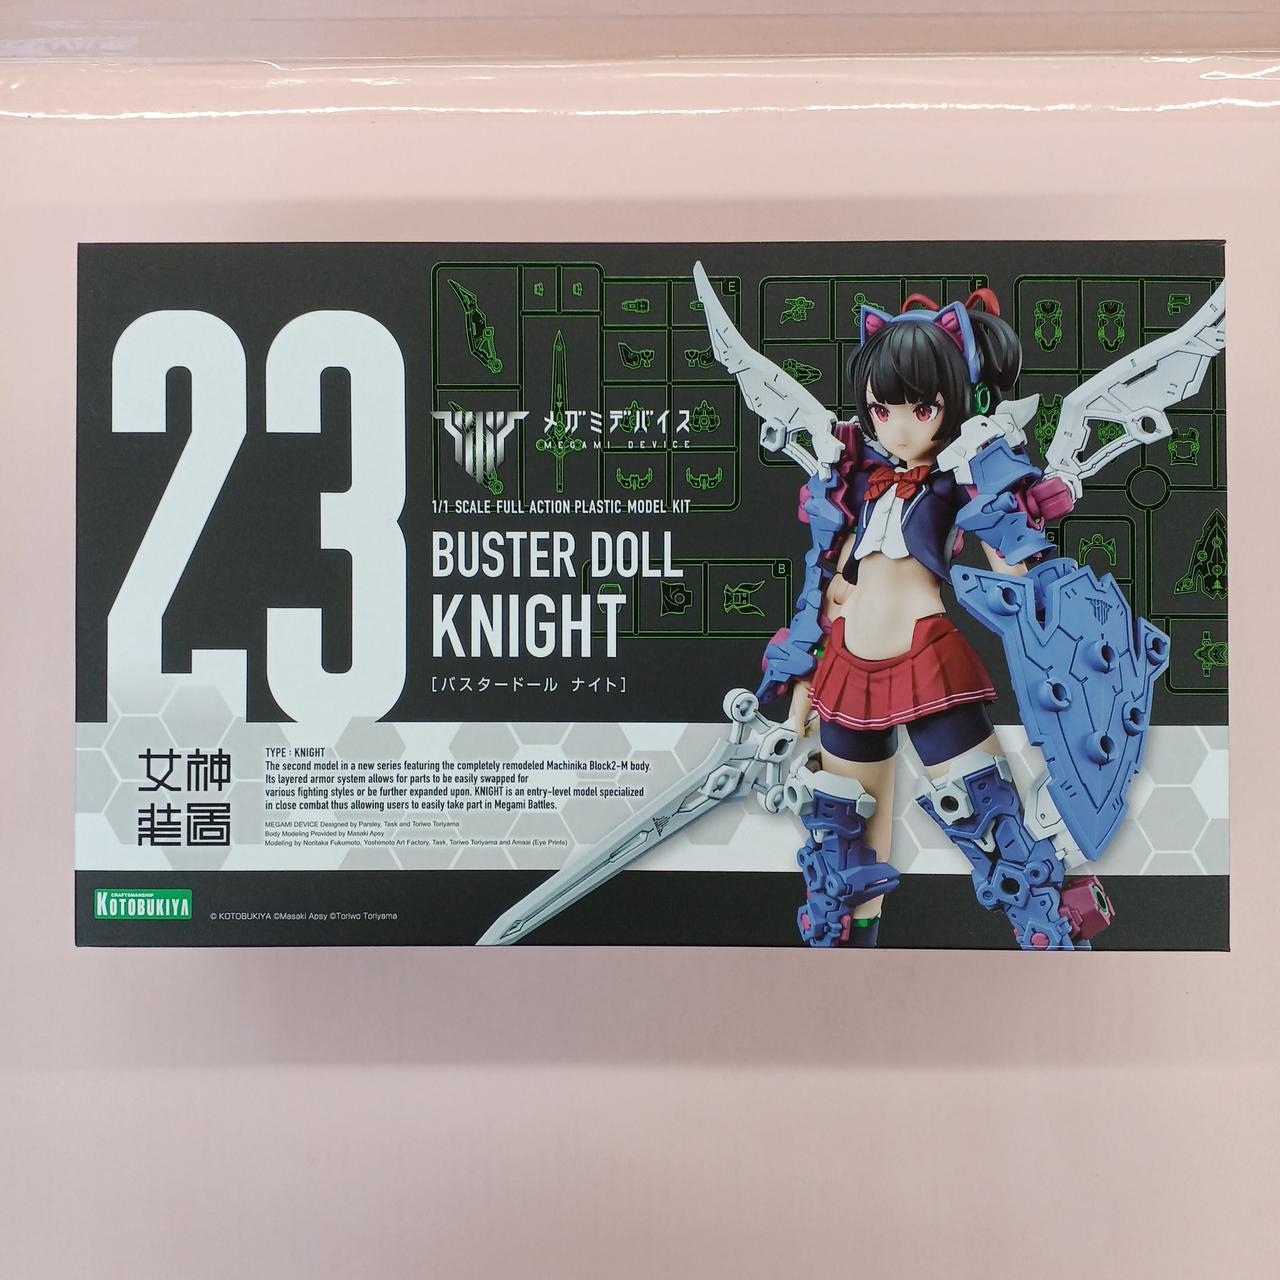 23
メガミデバイス
MEGAMI DEVICE
1/1 SCALE FULL ACTION PLASTIC MODEL KIT
BUSTER DOLL
KNIGHT
[バスタードール ナイト]
E
F
B
G
女神
装置
TYPE : KNIGHT
The second model in a new series featuring the completely remodeled Machinika Block2-M body.
Its layered armor system allows for parts to be easily swapped for
various fighting styles or be further expanded upon. KNIGHT is an entry-level model specialized
in close combat thus allowing users to easily take part in Megami Battles.
MEGAMI DEVICE Designed by Parsley, Task and Toriwo Toriyama
Body Modeling Provided by Masaki Apsy
Modeling by Noritaka Fukumoto, Yoshimoto Art Factory, Task, Toriwo Toriyama and Amaai (Eye Prints)
CRAFTSMANSHIP
KOTOBUKIYA
© KOTOBUKIYA ©Masaki Apsy ©Toriwo Toriyama